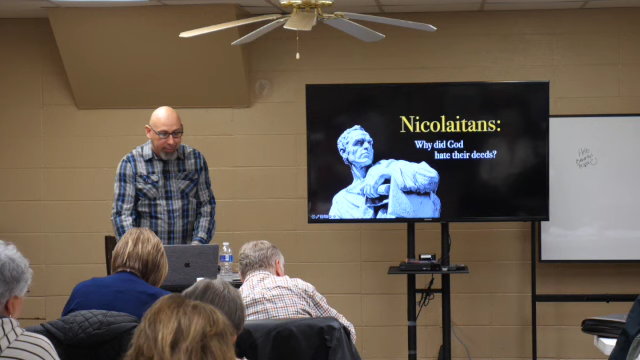 Nicolaitans:
Why did God
hate their deeds?